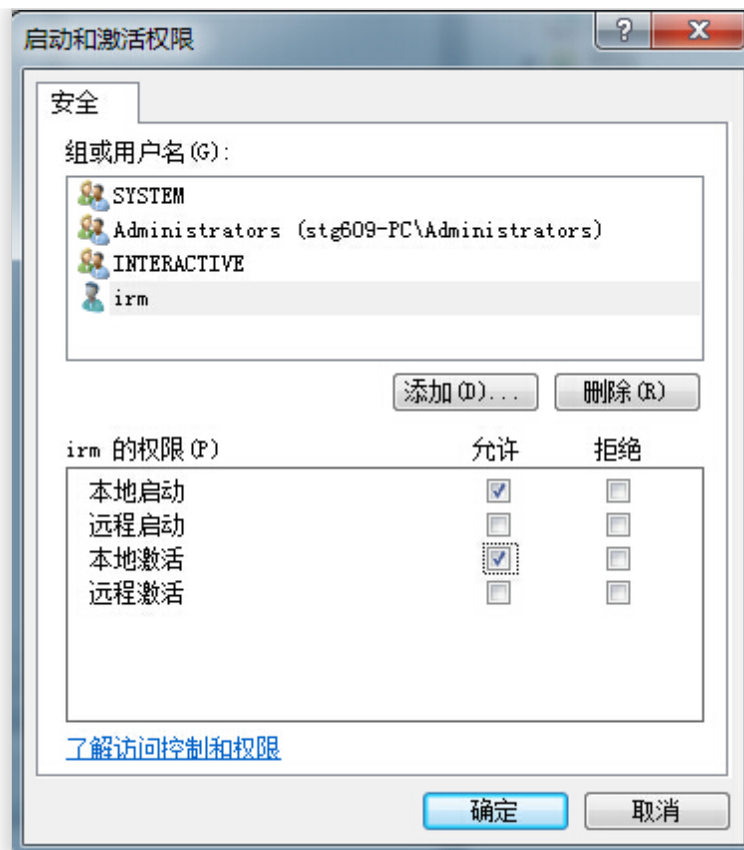 启动和激活权限
安全
组或用户名(G):
SYSTEM
Administrators (stg609-PC\Administrators)
INTERACTIVE
irm
添加(D)... 删除(R)
irm 的权限(P) 允许 拒绝
本地启动
远程启动
本地激活
远程激活
了解访问控制和权限
确定 取消